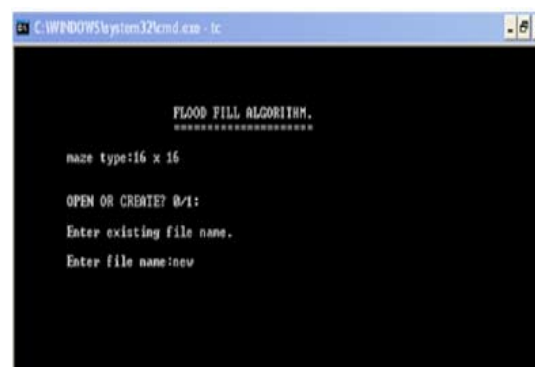 C:\WINDOWS\system32\cmd.exe - tc
FLOOD FILL ALGORITHM.
=====================
maze type:16 x 16
OPEN OR CREATE? 0/1:
Enter existing file name.
Enter file name:new